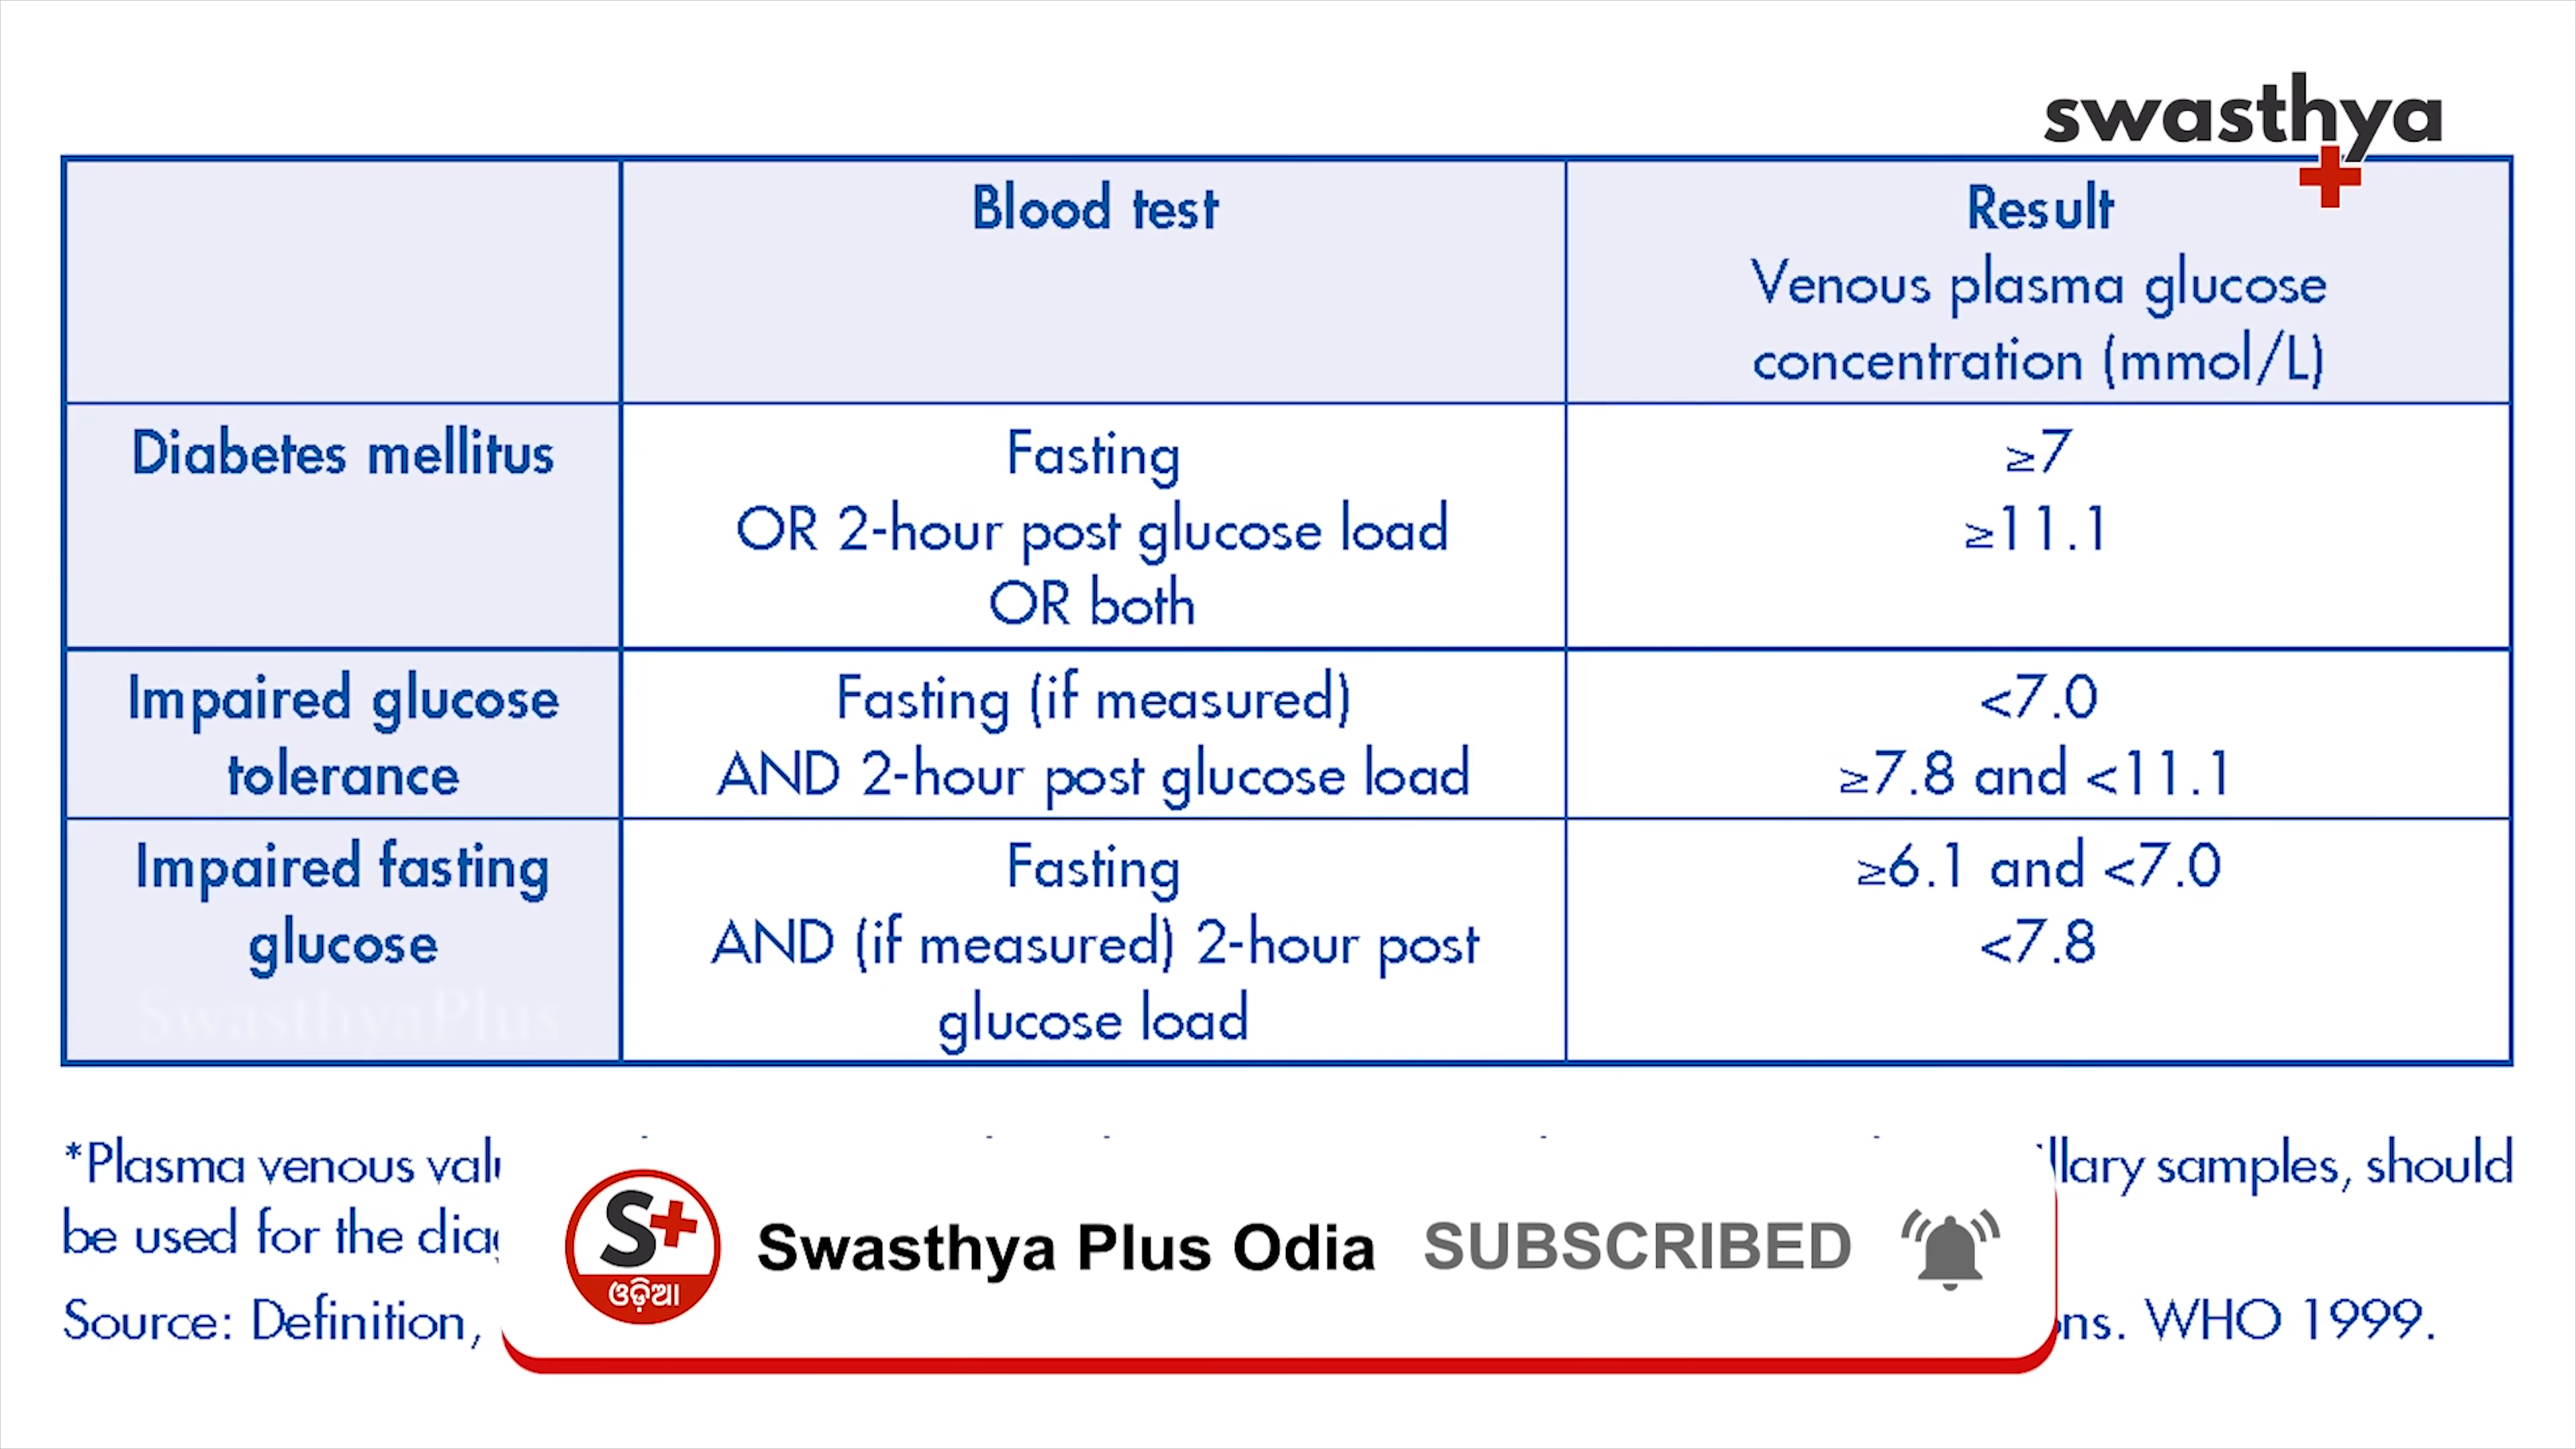 swasthya
Blood test
Result
Venous plasma glucose
concentration (mmol/L)
Diabetes mellitus
Fasting
OR 2-hour post glucose load
OR both
≥7
≥11.1
Impaired glucose
tolerance
Fasting (if measured)
AND 2-hour post glucose load
<7.0
≥7.8 and <11.1
Impaired fasting
glucose
Fasting
AND (if measured) 2-hour post
glucose load
≥6.1 and <7.0
<7.8
SwasthyaPlus
*Plasma venous samples, should
be used for the
Source: Definition, WHO 1999.
S+
ଓଡ଼ିଆ
Swasthya Plus Odia SUBSCRIBED